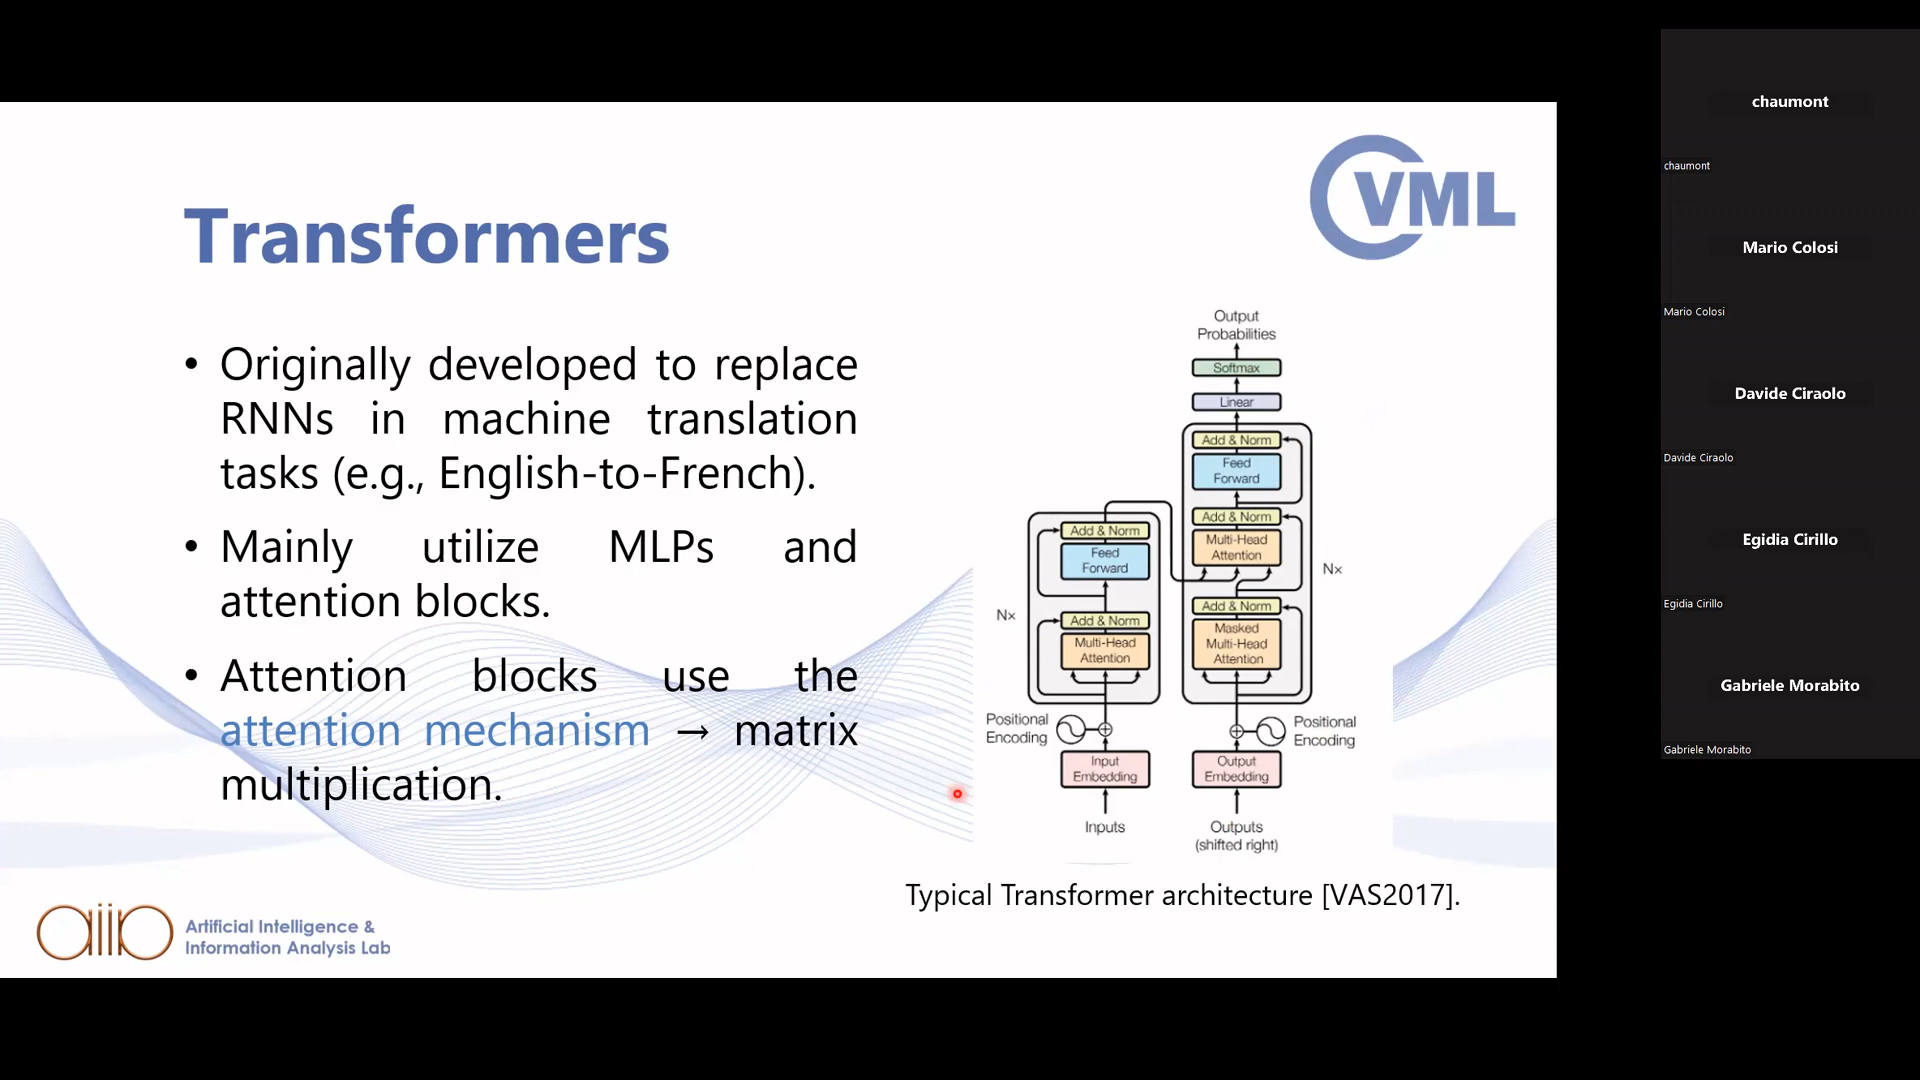 VML
Transformers
• Originally developed to replace
RNNs in machine translation
tasks (e.g., English-to-French).
• Mainly utilize MLPs and
attention blocks.
• Attention blocks use the
attention mechanism → matrix
multiplication.
Output
Probabilities
Softmax
Linear
Add & Norm
Feed
Forward
Add & Norm
Multi-Head
Attention
Nx
Add & Norm
Masked
Multi-Head
Attention
Positional
Encoding
Output
Embedding
Outputs
(shifted right)
Add & Norm
Feed
Forward
Nx
Add & Norm
Multi-Head
Attention
Positional
Encoding
Input
Embedding
Inputs
Typical Transformer architecture [VAS2017].
Artificial Intelligence &
Information Analysis Lab
chaumont
chaumont
Mario Colosi
Mario Colosi
Davide Ciraolo
Davide Ciraolo
Egidia Cirillo
Egidia Cirillo
Gabriele Morabito
Gabriele Morabito